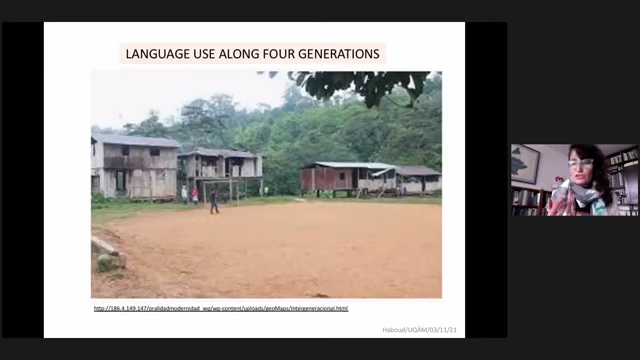 LANGUAGE USE ALONG FOUR GENERATIONS
http://186.4.149.147/oralidadmodernidad_wp/wp-content/uploads/geoMaps/Intergeneracional.html
Haboud/UQÀM/03/11/21